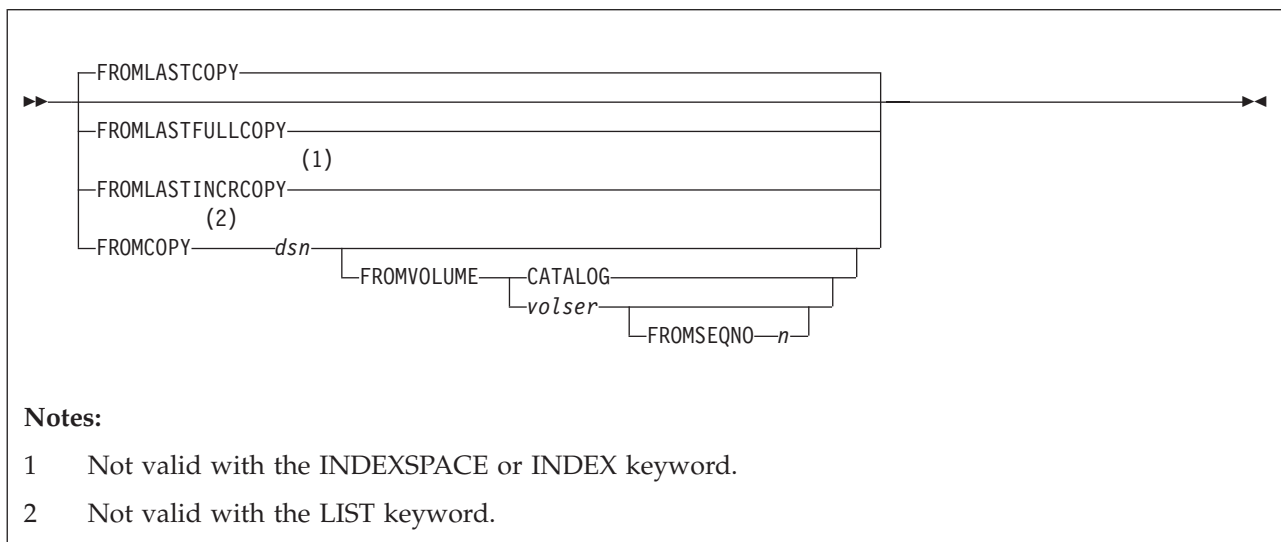 FROMLASTCOPY
FROMLASTFULLCOPY
(1)
FROMLASTINCRCOPY
(2)
FROMCOPY dsn
FROMVOLUME CATALOG
volser
FROMSEQNO n
Notes:
1 Not valid with the INDEXSPACE or INDEX keyword.
2 Not valid with the LIST keyword.